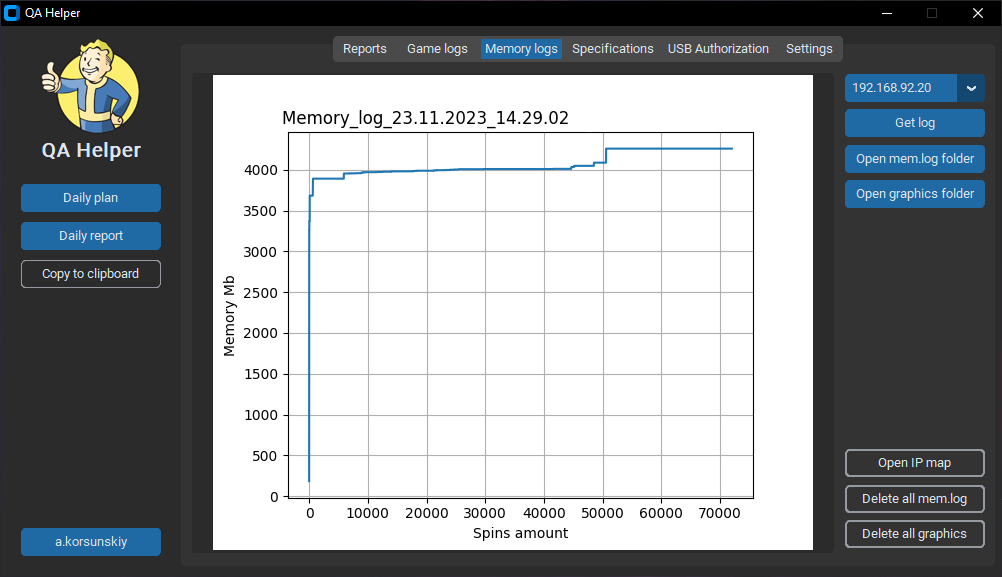 QA Helper
QA Helper
Daily plan
Daily report
Copy to clipboard
a.korsunskiy
Reports Game logs Memory logs Specifications USB Authorization Settings
Memory_log_23.11.2023_14.29.02
Memory Mb
4000
3500
3000
2500
2000
1500
1000
500
0
0 10000 20000 30000 40000 50000 60000 70000
Spins amount
192.168.92.20
Get log
Open mem.log folder
Open graphics folder
Open IP map
Delete all mem.log
Delete all graphics